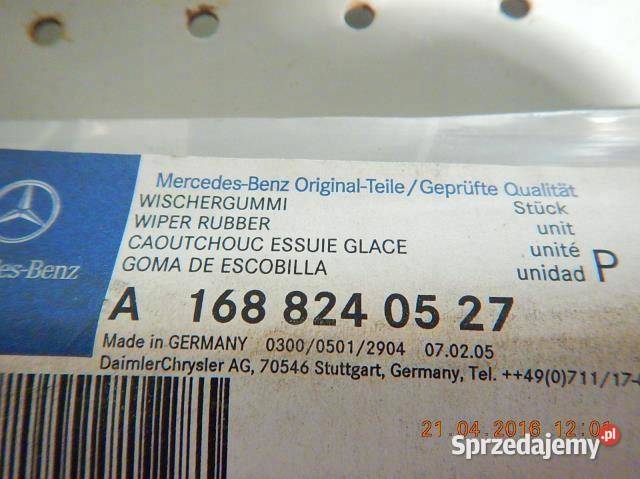 Mercedes-Benz Original-Teile/Geprüfte Qualität
WISCHERGUMMI Stück
WIPER RUBBER unit
CAOUTCHOUC ESSUIE GLACE unité
GOMA DE ESCOBILLA unidad P
des-Benz
A 168 824 05 27
Made in GERMANY 0300/0501/2904 07.02.05
DaimlerChrysler AG, 70546 Stuttgart, Germany, Tel. ++49(0)711/17-
21.04.2016 12:0
Sprzedajemy.pl